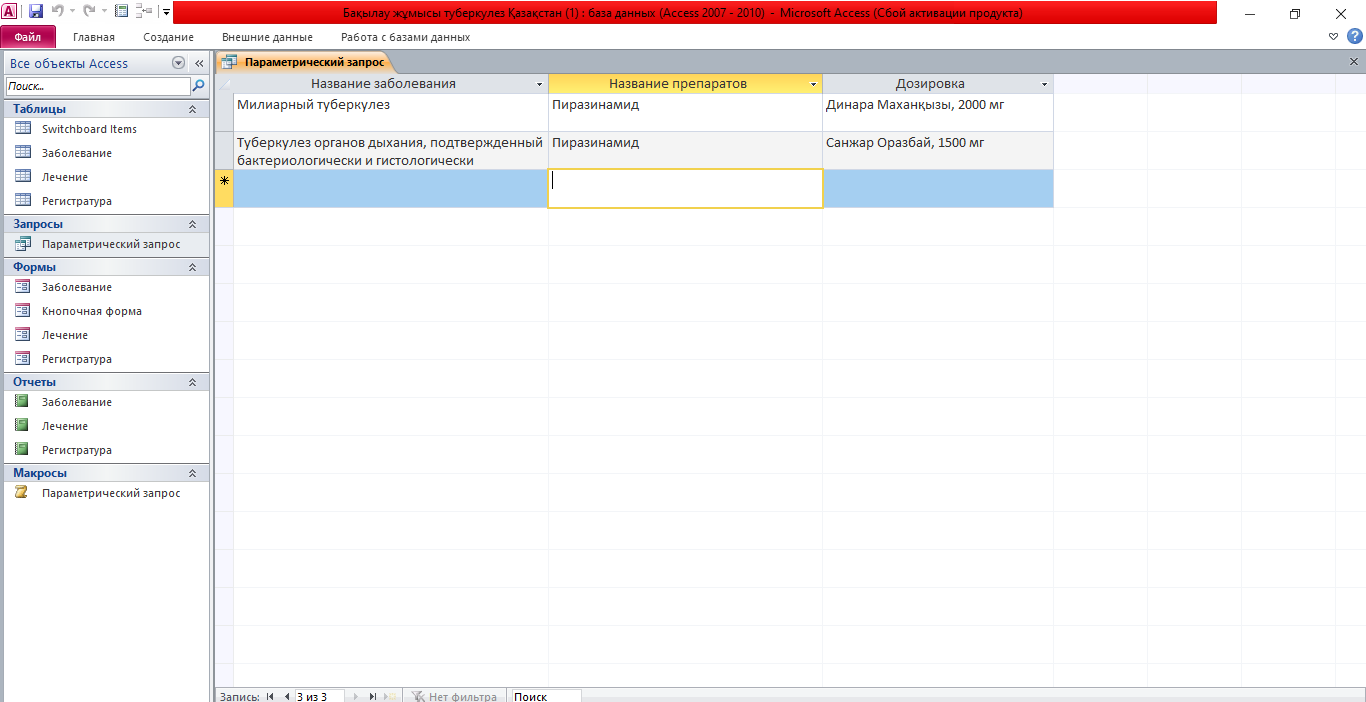 Бақылау жұмысы туберкулез Қазақстан (1) : база данных (Access 2007 - 2010) - Microsoft Access (Сбой активации продукта)
Файл Главная Создание Внешние данные Работа с базами данных
Все объекты Access
Поиск...
Таблицы
Switchboard Items
Заболевание
Лечение
Регистратура
Запросы
Параметрический запрос
Формы
Заболевание
Кнопочная форма
Лечение
Регистратура
Отчеты
Заболевание
Лечение
Регистратура
Макросы
Параметрический запрос
Параметрический запрос
Название заболевания Название препаратов Дозировка
Милиарный туберкулез Пиразинамид Динара Маханқызы, 2000 мг
Туберкулез органов дыхания, подтвержденный Пиразинамид Санжар Оразбай, 1500 мг
бактериологически и гистологически
Запись: 3 из 3 Нет фильтра Поиск